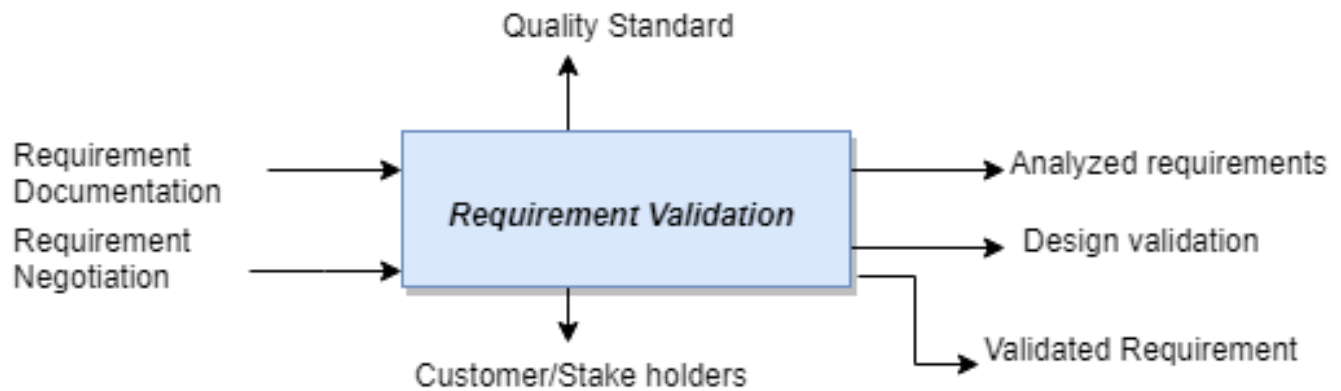 Quality Standard
Requirement
Documentation
Requirement
Negotiation
Requirement Validation
Analyzed requirements
Design validation
Validated Requirement
Customer/Stake holders